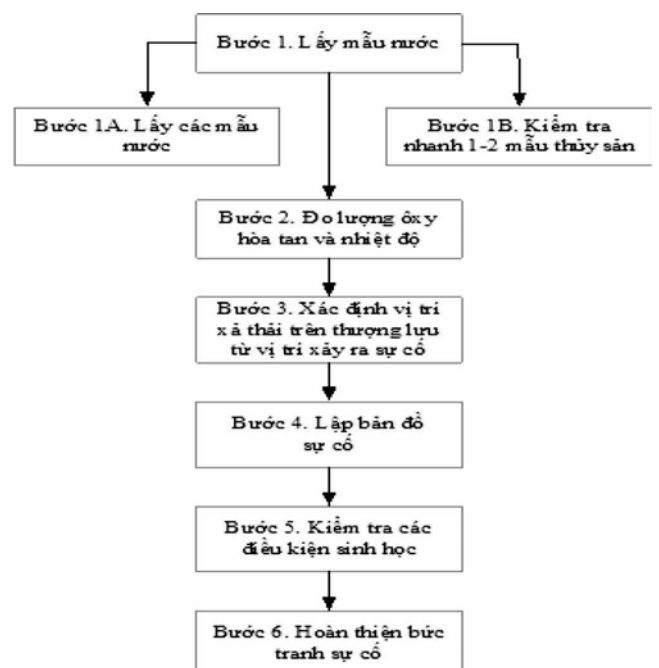 Bước 1. Lấy mẫu nước
Bước 1A. Lấy các mẫu
nước
Bước 1B. Kiểm tra
nhanh 1-2 mẫu thủy sản
Bước 2. Đo lượng ôxy
hòa tan và nhiệt độ
Bước 3. Xác định vị trí
xả thải trên thượng lưu
từ vị trí xảy ra sự cố
Bước 4. Lập bản đồ
sự cố
Bước 5. Kiểm tra các
điều kiện sinh học
Bước 6. Hoàn thiện bức
tranh sự cố